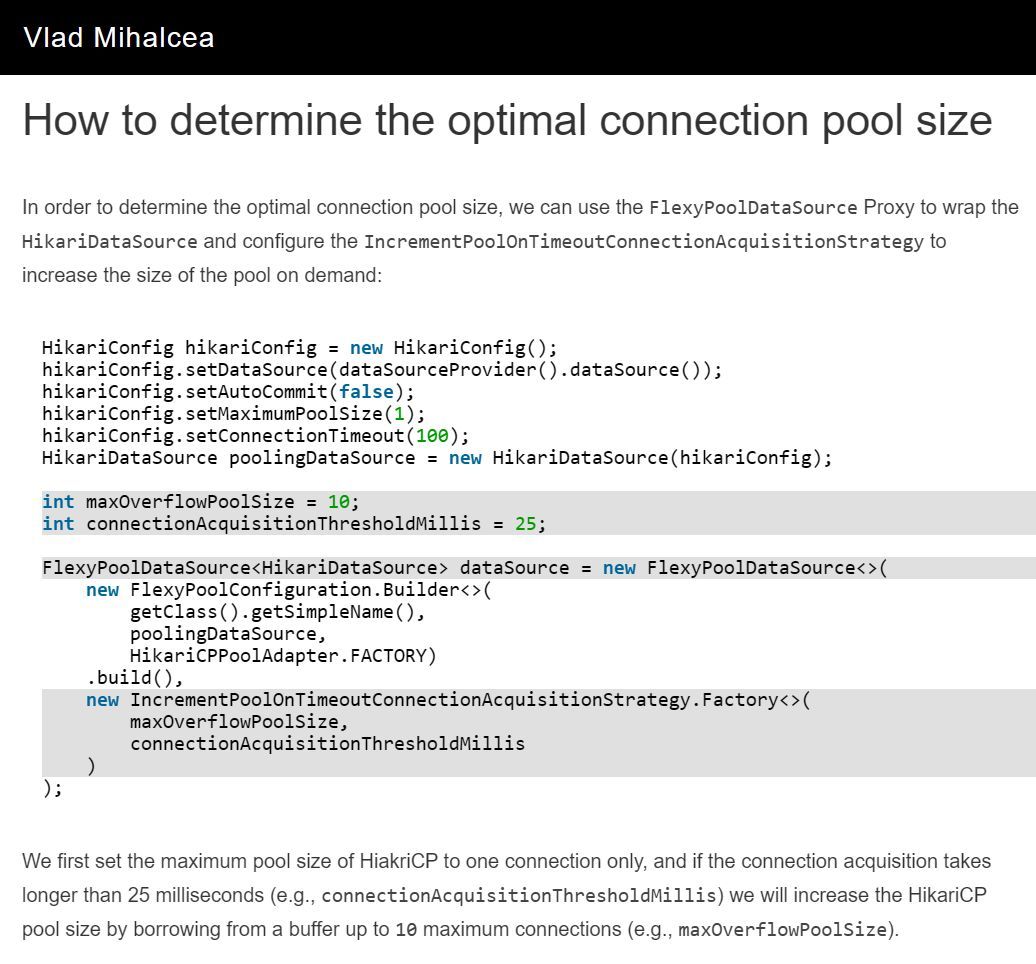 Vlad Mihalcea
How to determine the optimal connection pool size
In order to determine the optimal connection pool size, we can use the FlexyPoolDataSource Proxy to wrap the
HikariDataSource and configure the IncrementPoolOnTimeoutConnectionAcquisitionStrategy to
increase the size of the pool on demand:
HikariConfig hikariConfig = new HikariConfig();
hikariConfig.setDataSource(dataSourceProvider().dataSource());
hikariConfig.setAutoCommit(false);
hikariConfig.setMaximumPoolSize(1);
hikariConfig.setConnectionTimeout(100);
HikariDataSource poolingDataSource = new HikariDataSource(hikariConfig);
int maxOverflowPoolSize = 10;
int connectionAcquisitionThresholdMillis = 25;
FlexyPoolDataSource<HikariDataSource> dataSource = new FlexyPoolDataSource<>(
    new FlexyPoolConfiguration.Builder<>(
        getClass().getSimpleName(),
        poolingDataSource,
        HikariCPPoolAdapter.FACTORY)
    .build(),
    new IncrementPoolOnTimeoutConnectionAcquisitionStrategy.Factory<>(
        maxOverflowPoolSize,
        connectionAcquisitionThresholdMillis
    )
);
We first set the maximum pool size of HiakriCP to one connection only, and if the connection acquisition takes
longer than 25 milliseconds (e.g., connectionAcquisitionThresholdMillis) we will increase the HikariCP
pool size by borrowing from a buffer up to 10 maximum connections (e.g., maxOverflowPoolSize).